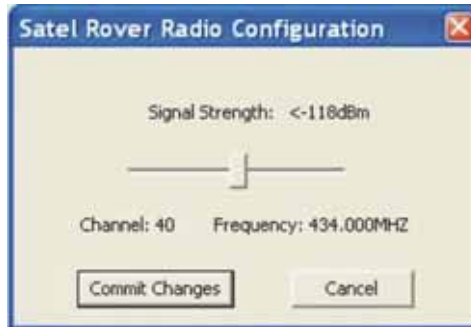 Satel Rover Radio Configuration
Signal Strength: <-118dBm
Channel: 40 Frequency: 434.000MHZ
Commit Changes Cancel